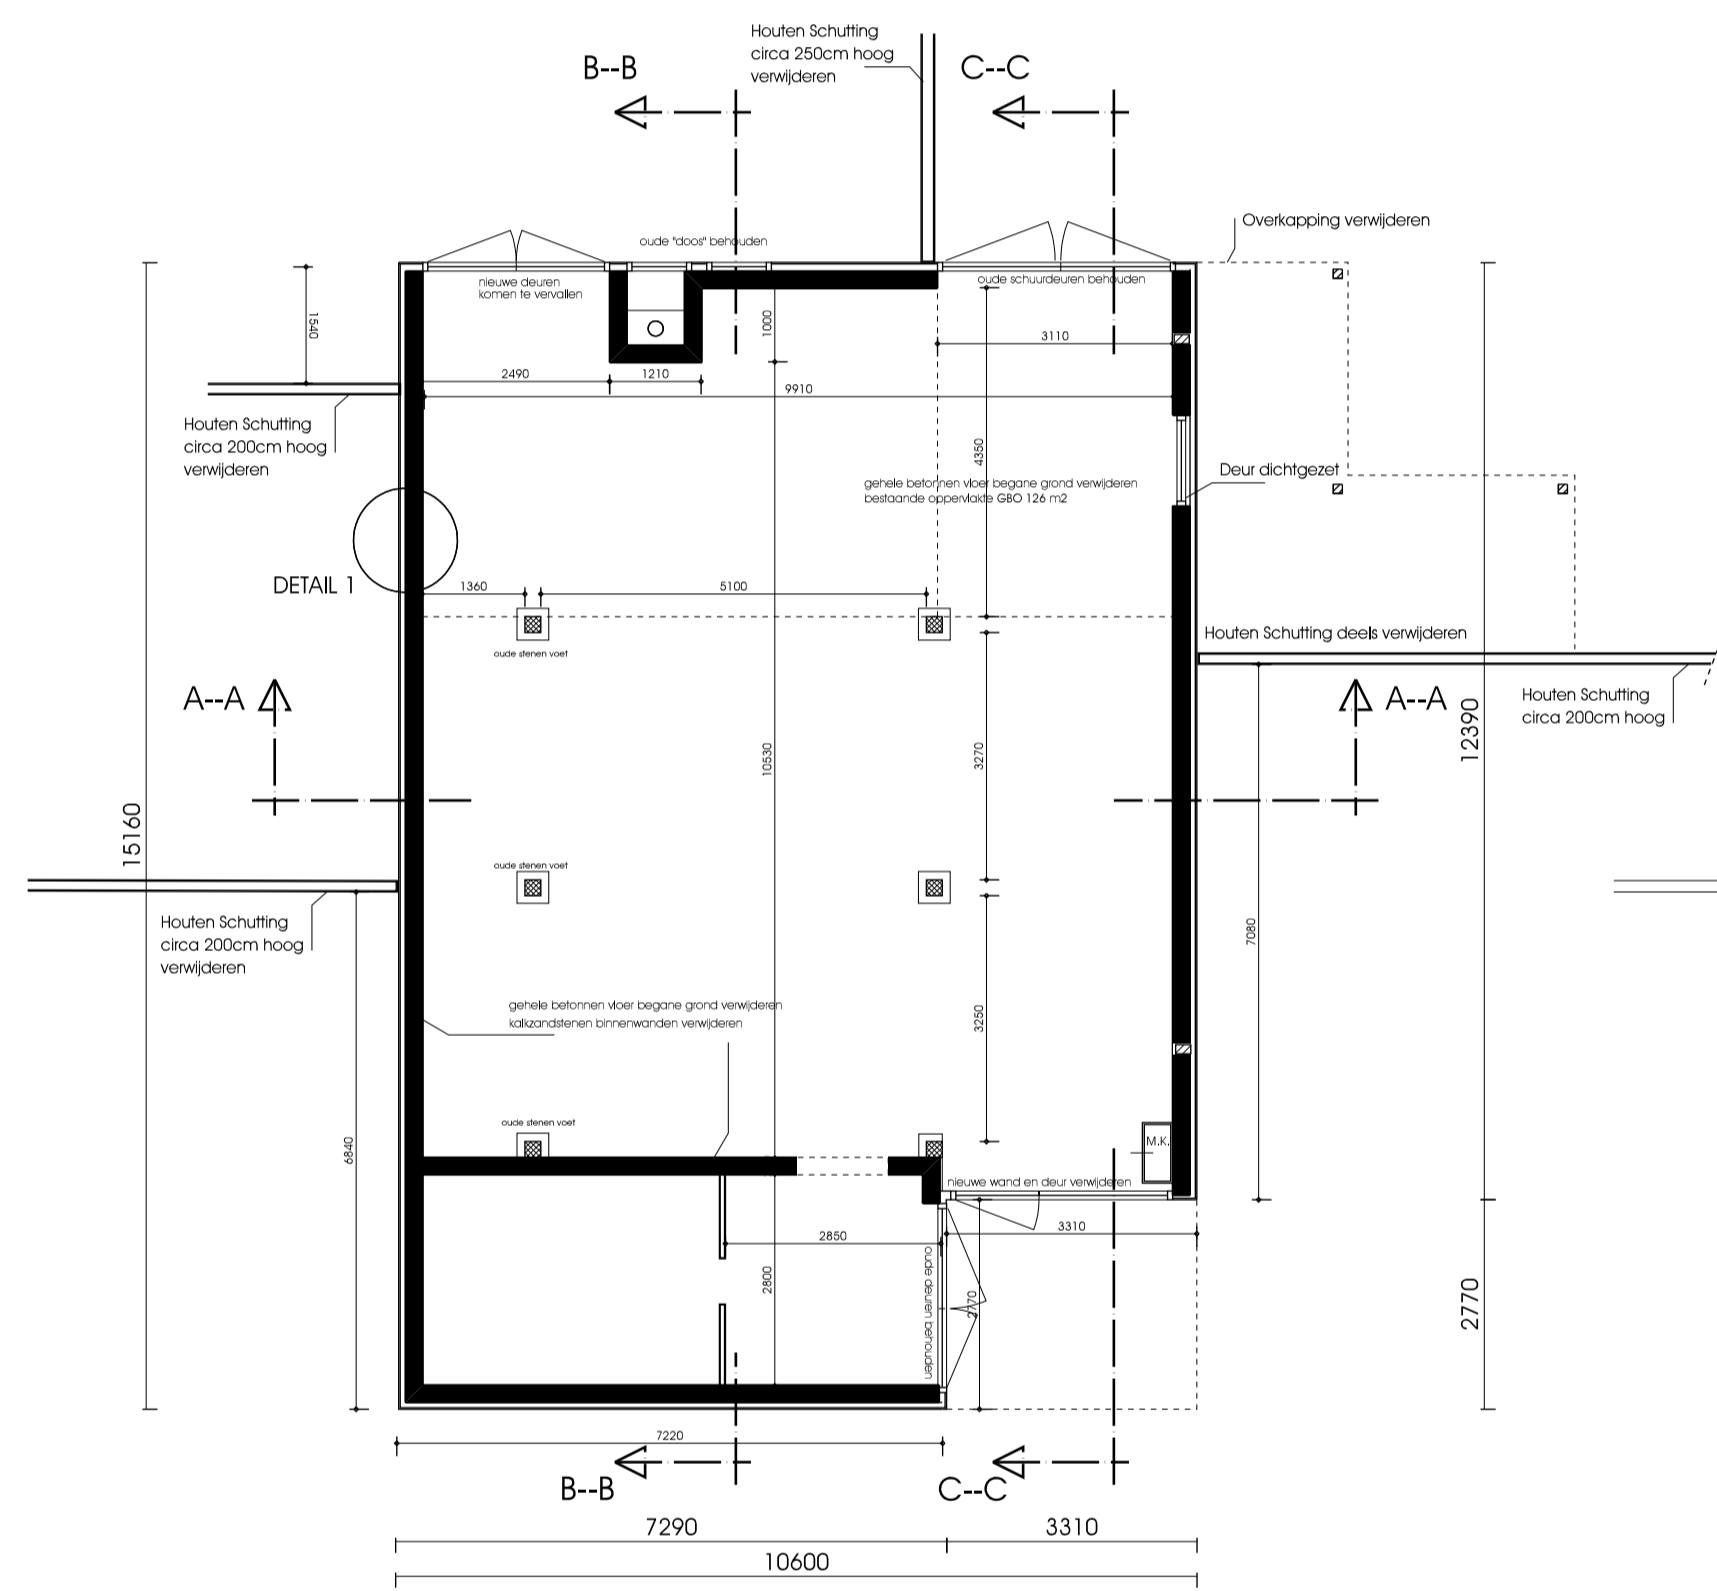 Houten Schutting
circa 250cm hoog
verwijderen
B--B
C--C
Overkapping verwijderen
oude "doos" behouden
nieuwe deuren
komen te vervallen
oude schuurdeuren behouden
1540
1000
3110
2490
1210
9910
Houten Schutting
circa 200cm hoog
verwijderen
4350
Deur dichtgezet
gehele betonnen vloer begane grond verwijderen
bestaande oppervlakte GBO 126 m2
DETAIL 1
1360
5100
Houten Schutting deels verwijderen
oude stenen voet
A--A
A--A
Houten Schutting
circa 200cm hoog
12390
10530
3270
15160
oude stenen voet
Houten Schutting
circa 200cm hoog
verwijderen
7080
gehele betonnen vloer begane grond verwijderen
kalkzandstenen binnenwanden verwijderen
3250
oude stenen voet
6840
M.K.
nieuwe wand en deur verwijderen
3310
2850
oude deuren behouden
2800
2770
2770
7220
B--B
C--C
7290
3310
10600